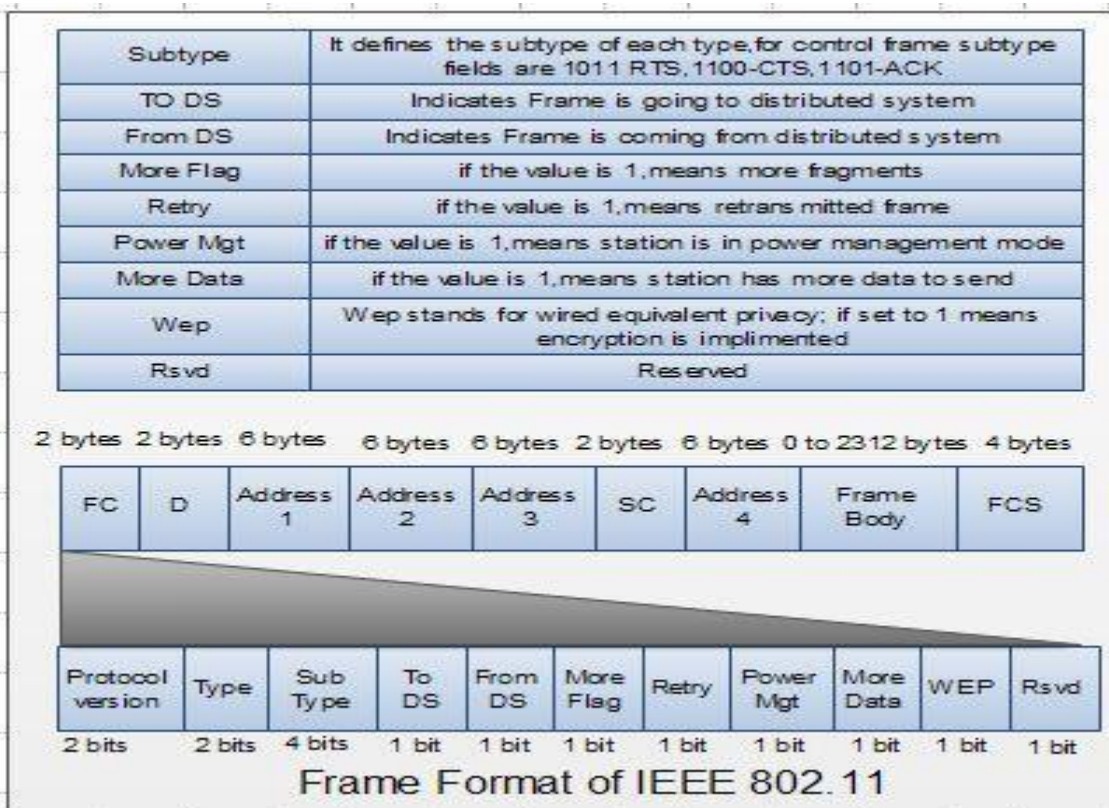 Subtype
It defines the subtype of each type,for control frame subtype
fields are 1011 RTS,1100-CTS,1101-ACK
TO DS
Indicates Frame is going to distributed system
From DS
Indicates Frame is coming from distributed system
More Flag
if the value is 1,means more fragments
Retry
if the value is 1,means retransmitted frame
Power Mgt
if the value is 1,means station is in power management mode
More Data
if the value is 1,means station has more data to send
Wep
Wep stands for wired equivalent privacy; if set to 1 means
encryption is implimented
Rsvd
Reserved
2 bytes 2 bytes 6 bytes 6 bytes 6 bytes 2 bytes 6 bytes 0 to 2312 bytes 4 bytes
FC
D
Address
1
Address
2
Address
3
SC
Address
4
Frame
Body
FCS
Protocol
version
Type
Sub
Type
To
DS
From
DS
More
Flag
Retry
Power
Mgt
More
Data
WEP
Rsvd
2 bits 2 bits 4 bits 1 bit 1 bit 1 bit 1 bit 1 bit 1 bit 1 bit 1 bit
Frame Format of IEEE 802.11